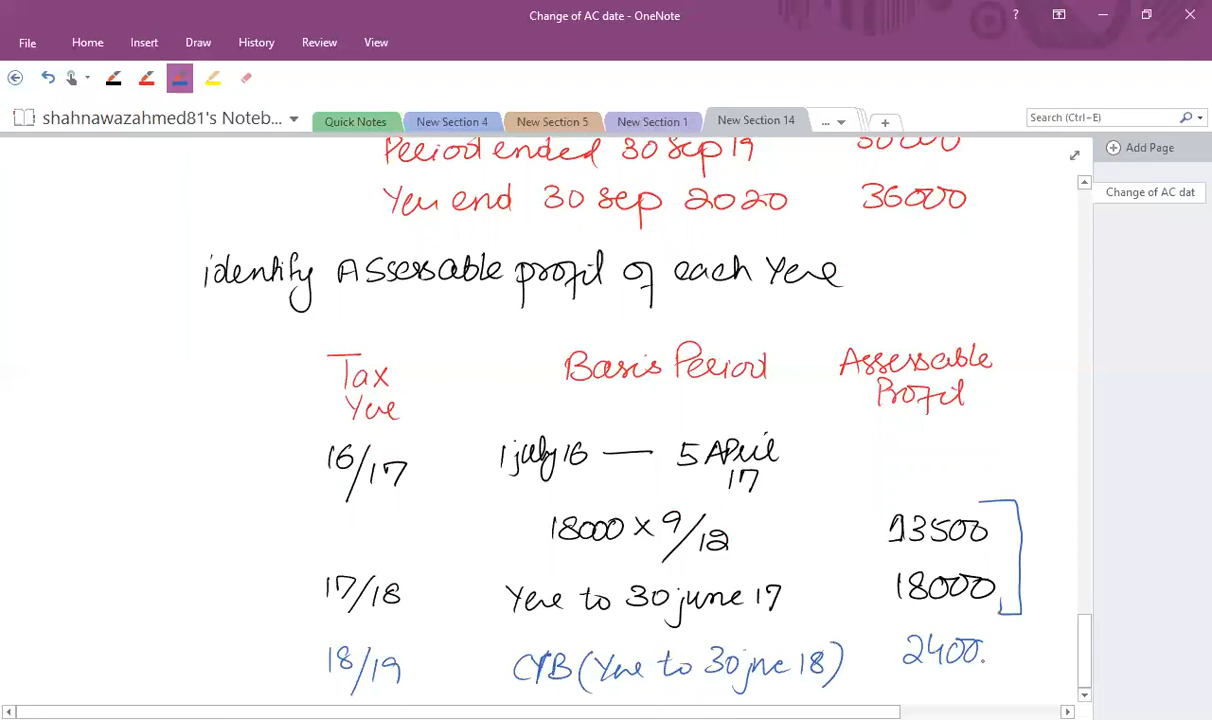 Change of AC date - OneNote
?
File Home Insert Draw History Review View
shahnawazahmed81's Noteb... Quick Notes New Section 4 New Section 5 New Section 1 New Section 14 ... + Search (Ctrl+E)
Add Page
Change of AC dat
Period ended 30 Sep 19 30000
Year end 30 Sep 2020 36000
identify Assessable profit of each Year
Tax Year Basis Period Assessable Profit
16/17 1 july 16 — 5 April 17
18000 × 9/12 13500
17/18 Year to 30 june 17 18000
18/19 CYB (Year to 30 jne 18) 2400.